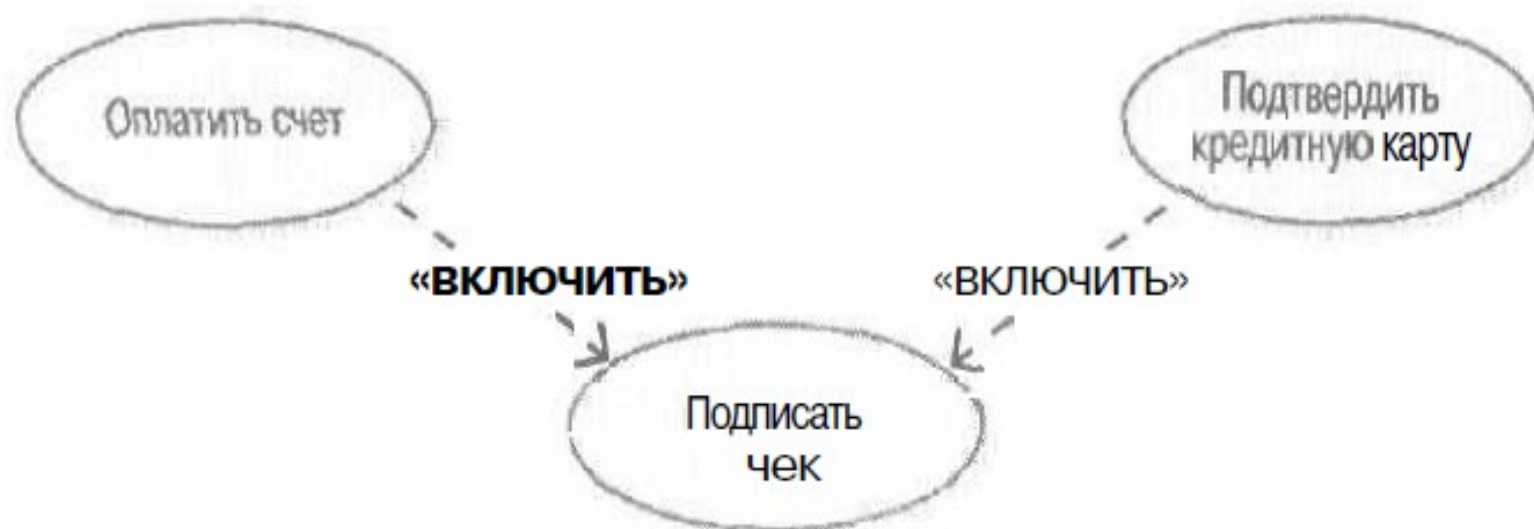 Оплатить счет
Подтвердить
кредитную карту
«ВКЛЮЧИТЬ»
«ВКЛЮЧИТЬ»
Подписать
чек